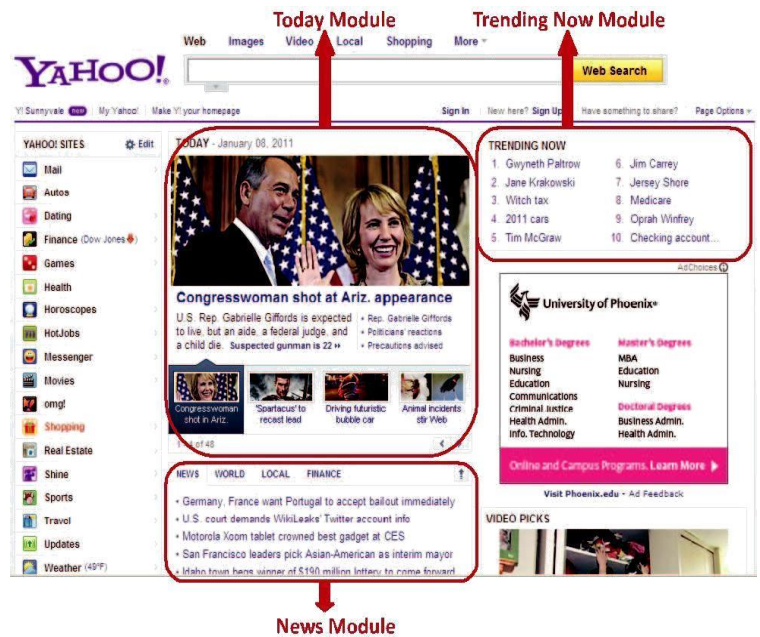 Today Module
Trending Now Module
Web Images Video Local Shopping More
YAHOO!
Web Search
Y! Sunnyvale My Yahoo! Make Y! your homepage
Sign In New here? Sign Up Have something to share? Page Options
YAHOO! SITES Edit
Mail
Autos
Dating
Finance (Dow Jones)
Games
Health
Horoscopes
HotJobs
Messenger
Movies
omg!
Shopping
Real Estate
Shine
Sports
Travel
Updates
Weather (49°F)
TODAY - January 08, 2011
Congresswoman shot at Ariz. appearance
U.S. Rep. Gabrielle Giffords is expected
to live, but an aide, a federal judge, and
a child die. Suspected gunman is 22 »
• Rep. Gabrielle Giffords
• Politicians' reactions
• Precautions advised
Congresswoman
shot in Ariz.
'Spartacus' to
recast lead
Driving futuristic
bubble car
Animal incidents
stir Web
of 48
NEWS WORLD LOCAL FINANCE
• Germany, France want Portugal to accept bailout immediately
• U.S. court demands WikiLeaks' Twitter account info
• Motorola Xoom tablet crowned best gadget at CES
• San Francisco leaders pick Asian-American as interim mayor
• Idaho town begs winner of $190 million lottery to come forward
News Module
TRENDING NOW
1. Gwyneth Paltrow
2. Jane Krakowski
3. Witch tax
4. 2011 cars
5. Tim McGraw
6. Jim Carrey
7. Jersey Shore
8. Medicare
9. Oprah Winfrey
10. Checking account...
AdChoices
University of Phoenix®
Bachelor's Degrees
Business
Nursing
Education
Communications
Criminal Justice
Health Admin.
Info. Technology
Master's Degrees
MBA
Education
Nursing
Doctoral Degrees
Business Admin.
Health Admin.
Online and Campus Programs. Learn More
Visit Phoenix.edu - Ad Feedback
VIDEO PICKS